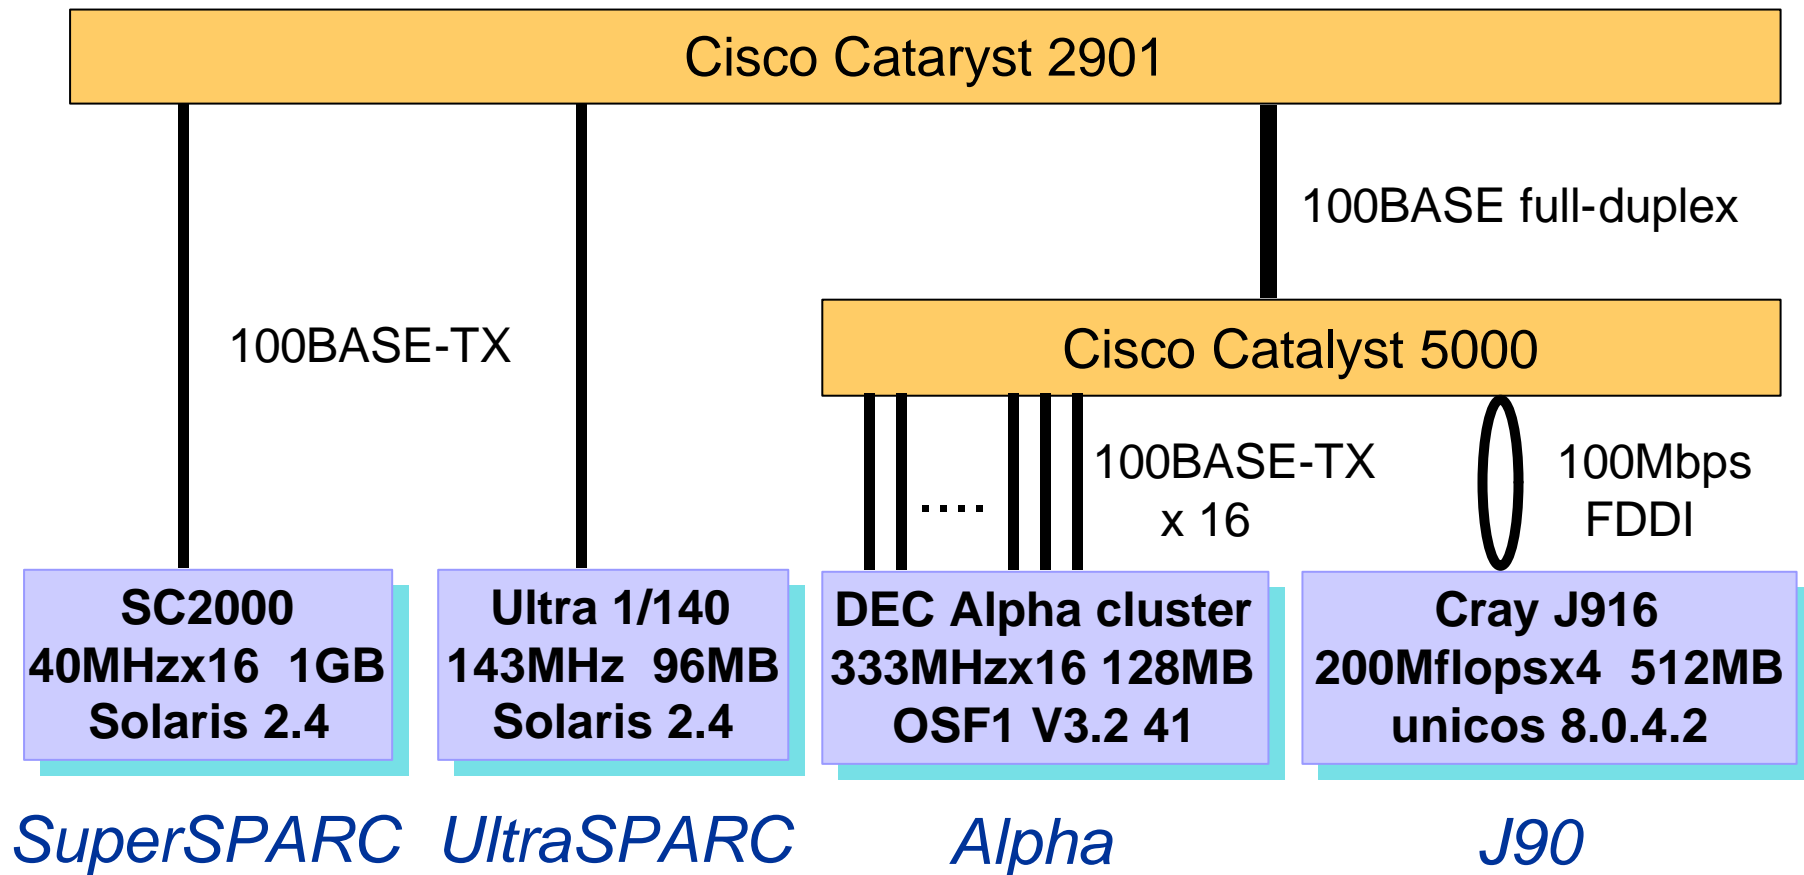 Cisco Cataryst 2901
100BASE full-duplex
100BASE-TX
Cisco Catalyst 5000
100BASE-TX
x 16
....
100Mbps
FDDI
SC2000
40MHzx16 1GB
Solaris 2.4
Ultra 1/140
143MHz 96MB
Solaris 2.4
DEC Alpha cluster
333MHzx16 128MB
OSF1 V3.2 41
Cray J916
200Mflopsx4 512MB
unicos 8.0.4.2
SuperSPARC
UltraSPARC
Alpha
J90